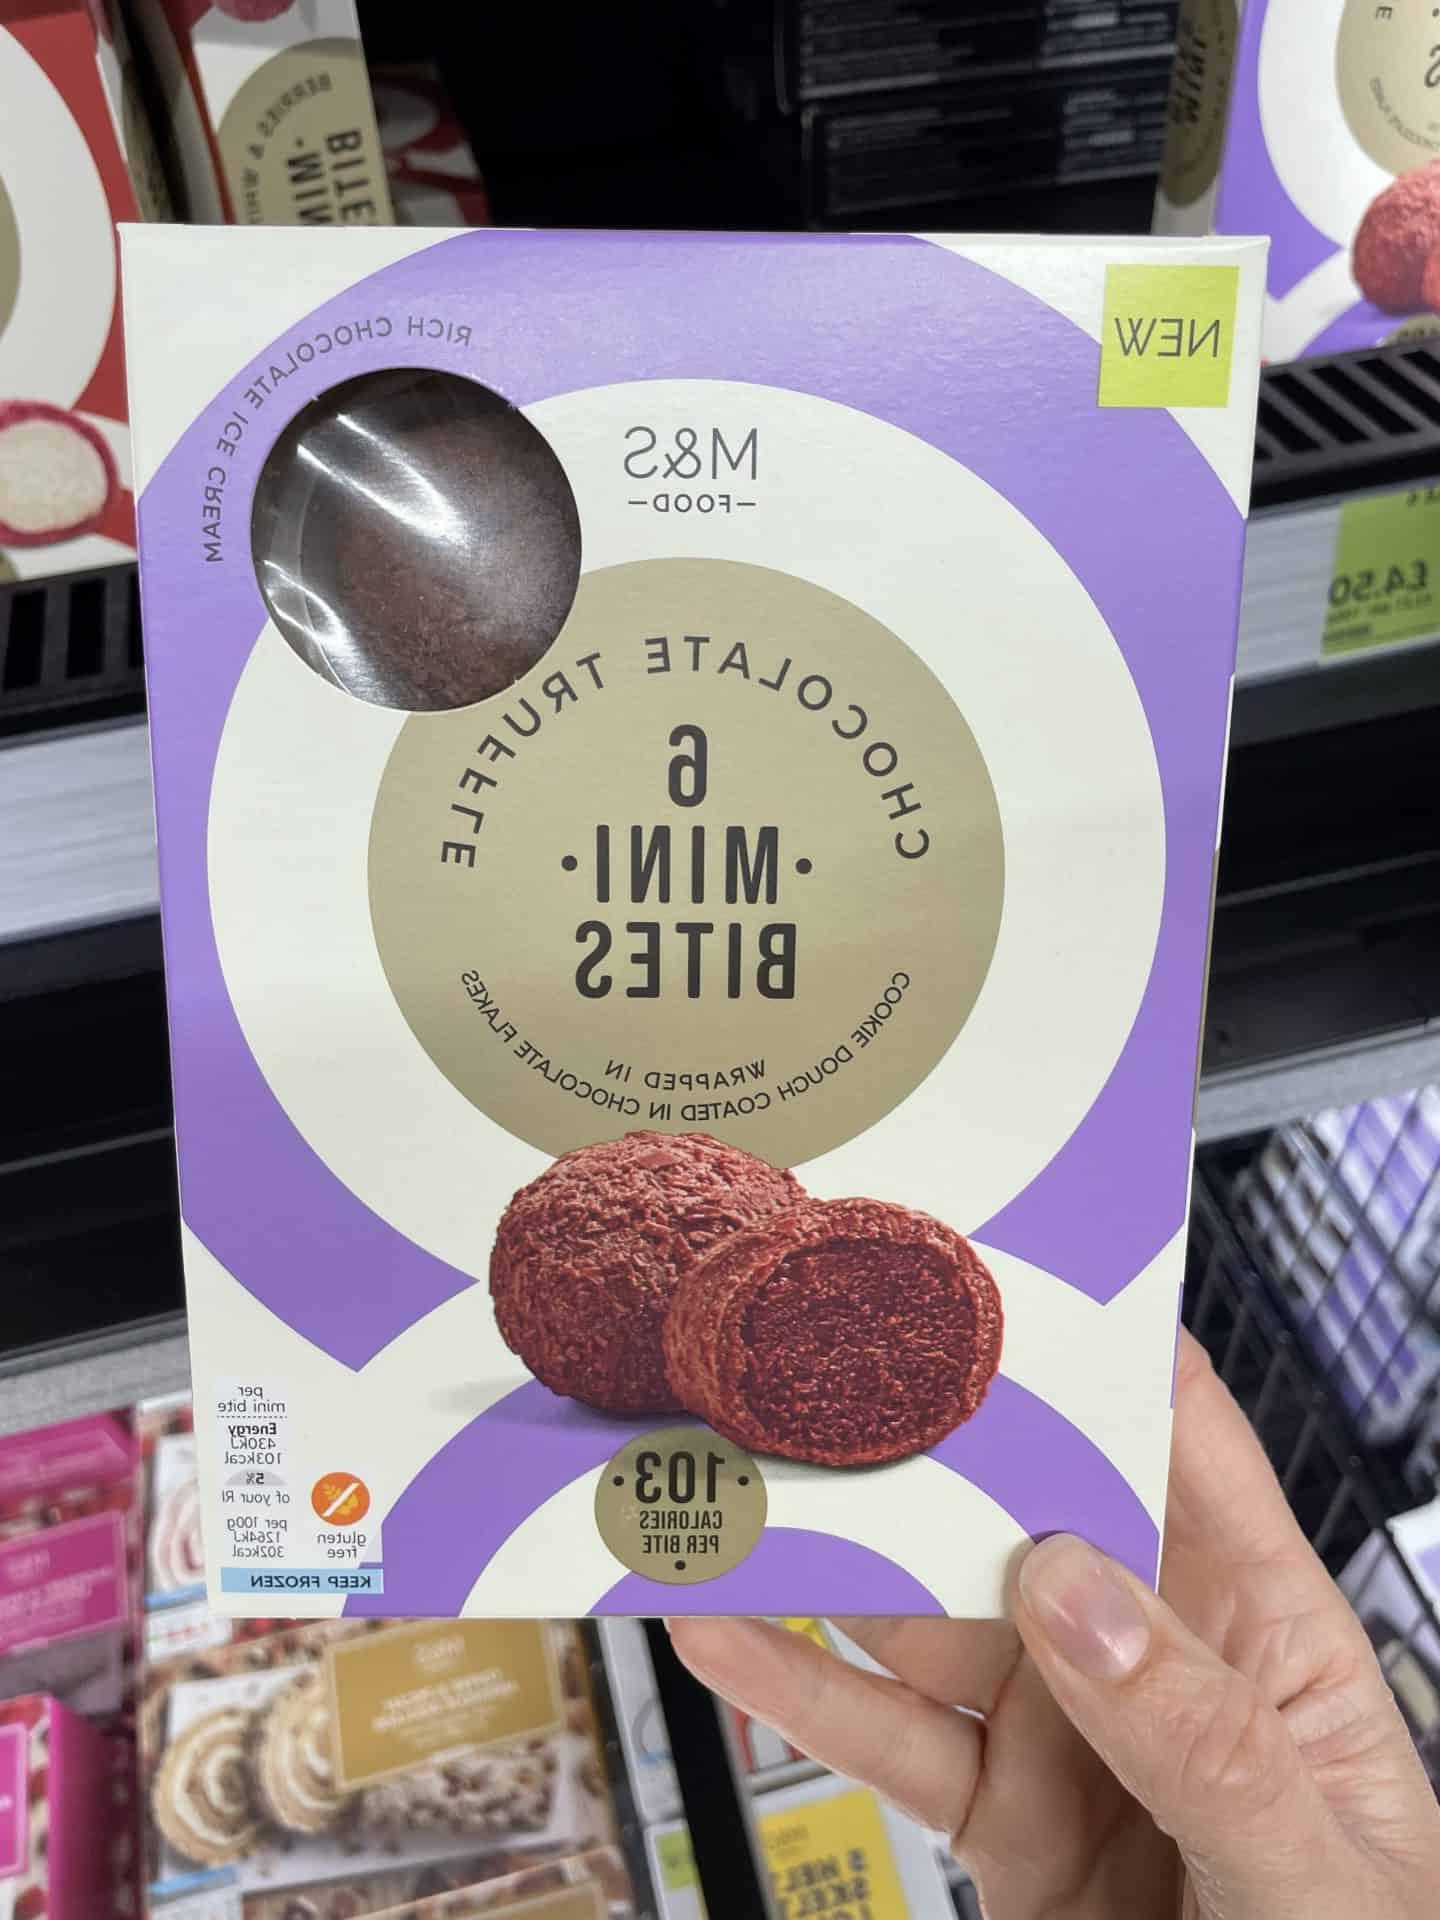 NEW
M&S
—FOOD—
RICH CHOCOLATE ICE CREAM
CHOCOLATE TRUFFLE
6
·MINI·
BITES
WRAPPED IN
COOKIE DOUGH COATED IN CHOCOLATE FLAKES
·103·
CALORIES
PER BITE
per
mini bite
Energy
430kJ
103kcal
5%
of your RI
per 100g
1264kJ
302kcal
gluten
free
KEEP FROZEN
BERRIES &
·MIN
BITE
£4.50